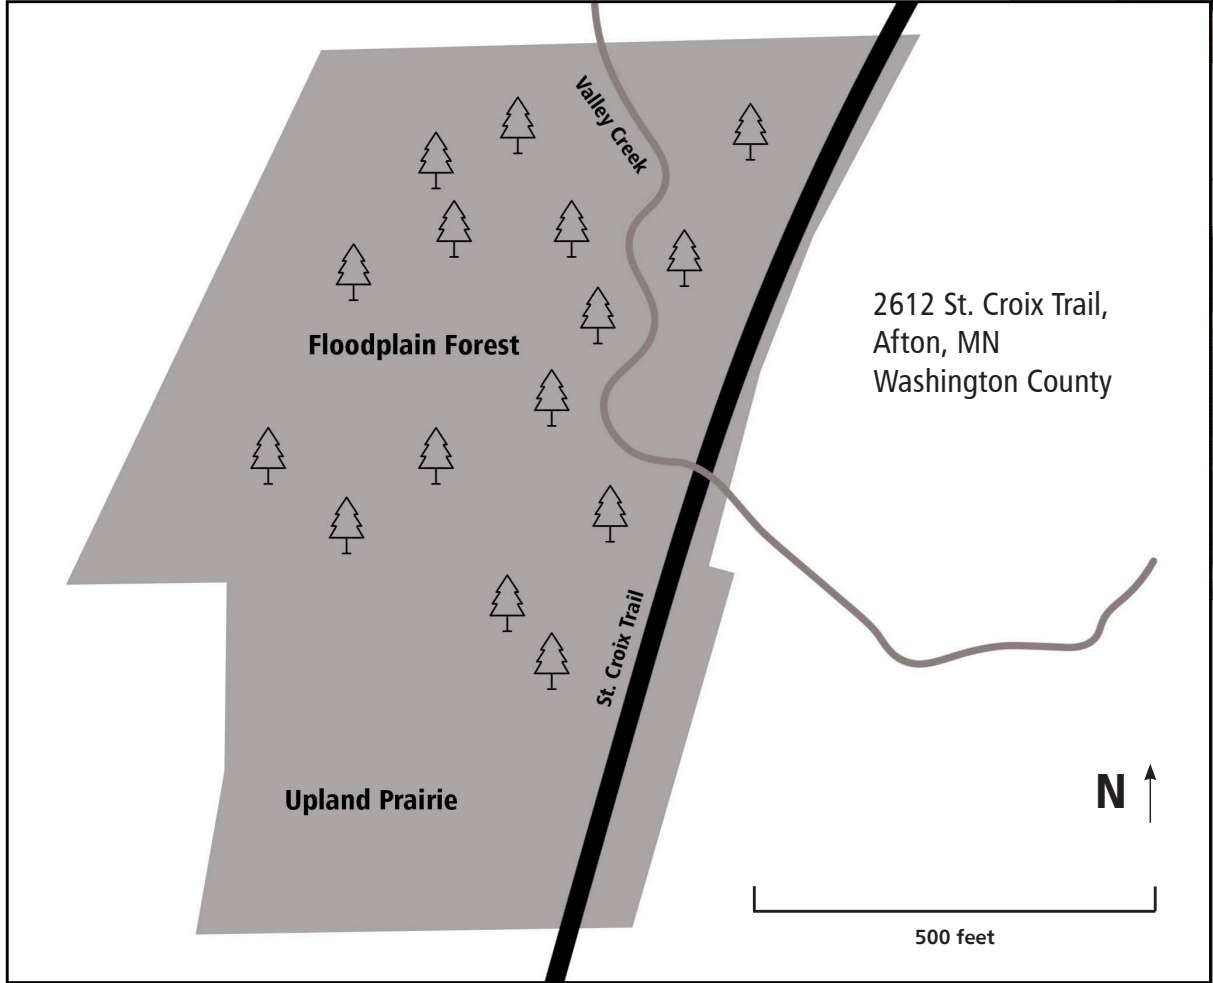 Valley Creek
2612 St. Croix Trail,
Afton, MN
Washington County
Floodplain Forest
St. Croix Trail
Upland Prairie
N
500 feet